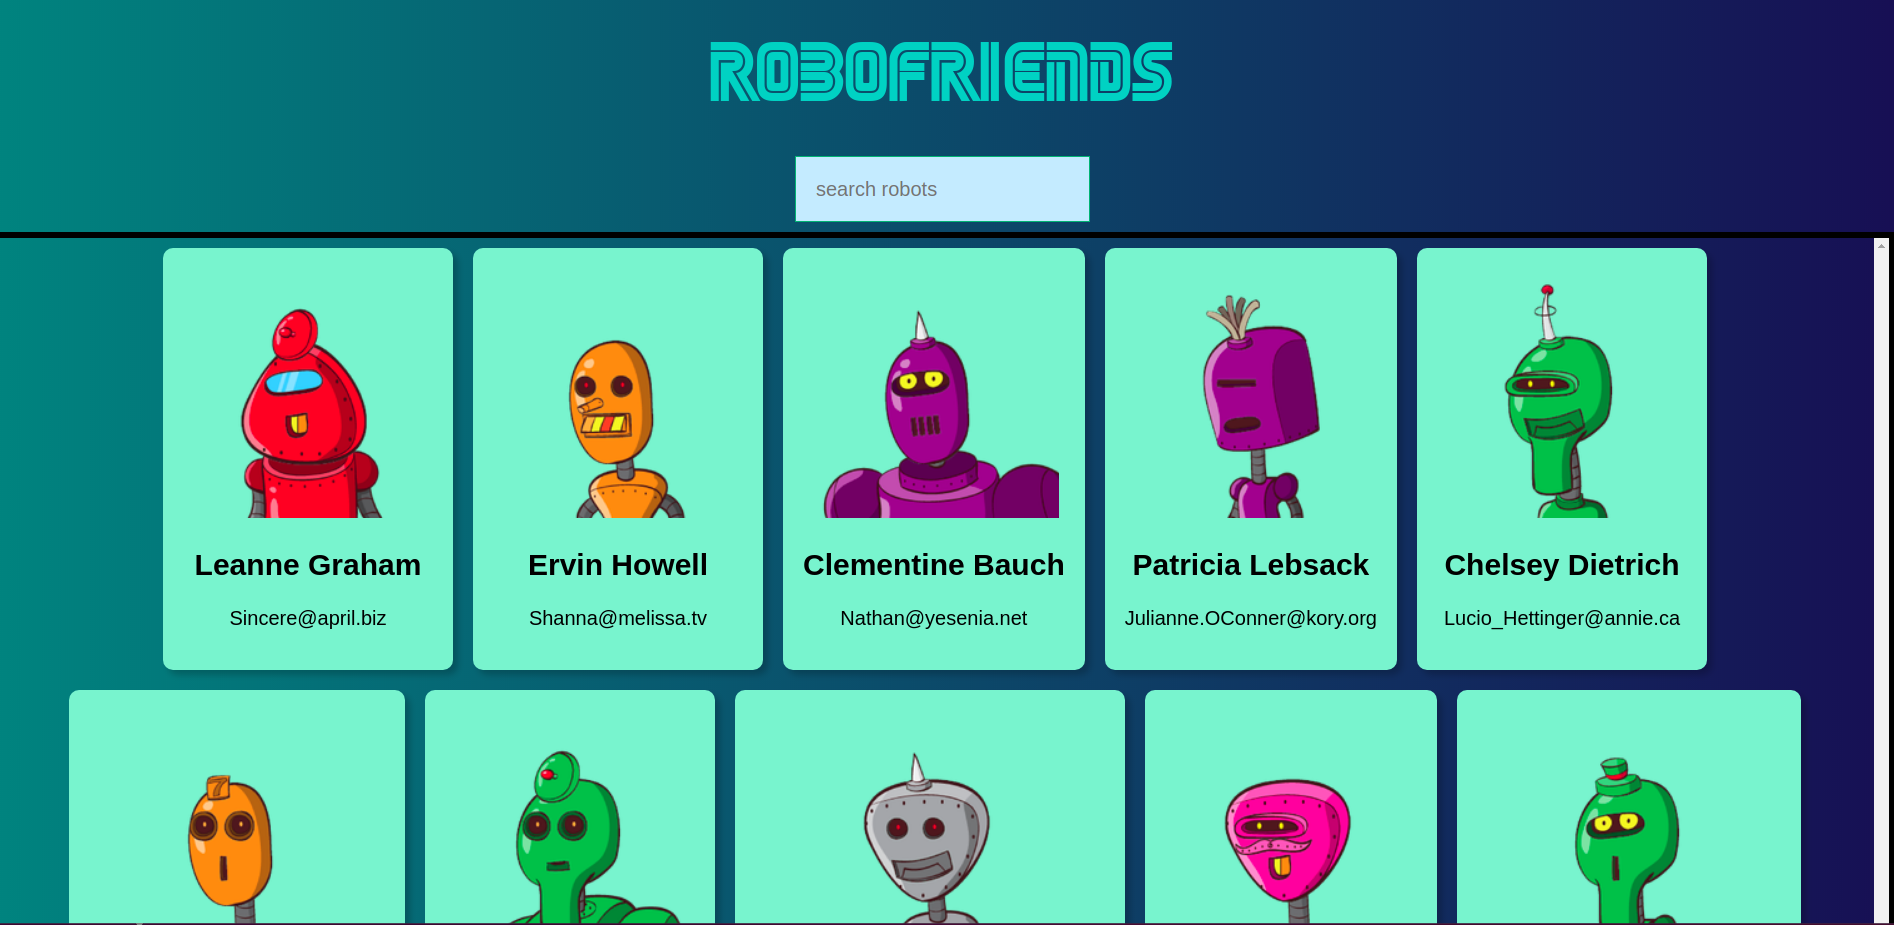 ROBOFRIENDS
search robots
Leanne Graham
Sincere@april.biz
Ervin Howell
Shanna@melissa.tv
Clementine Bauch
Nathan@yesenia.net
Patricia Lebsack
Julianne.OConner@kory.org
Chelsey Dietrich
Lucio_Hettinger@annie.ca
7